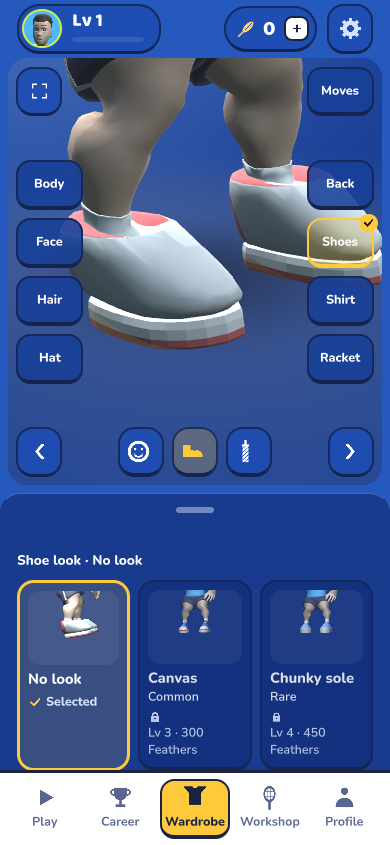 Lv 1
0
Moves
Body
Back
Face
Shoes
Hair
Shirt
Hat
Racket
Shoe look · No look
No look
Selected
Canvas
Common
Lv 3 · 300
Feathers
Chunky sole
Rare
Lv 4 · 450
Feathers
Play
Career
Wardrobe
Workshop
Profile